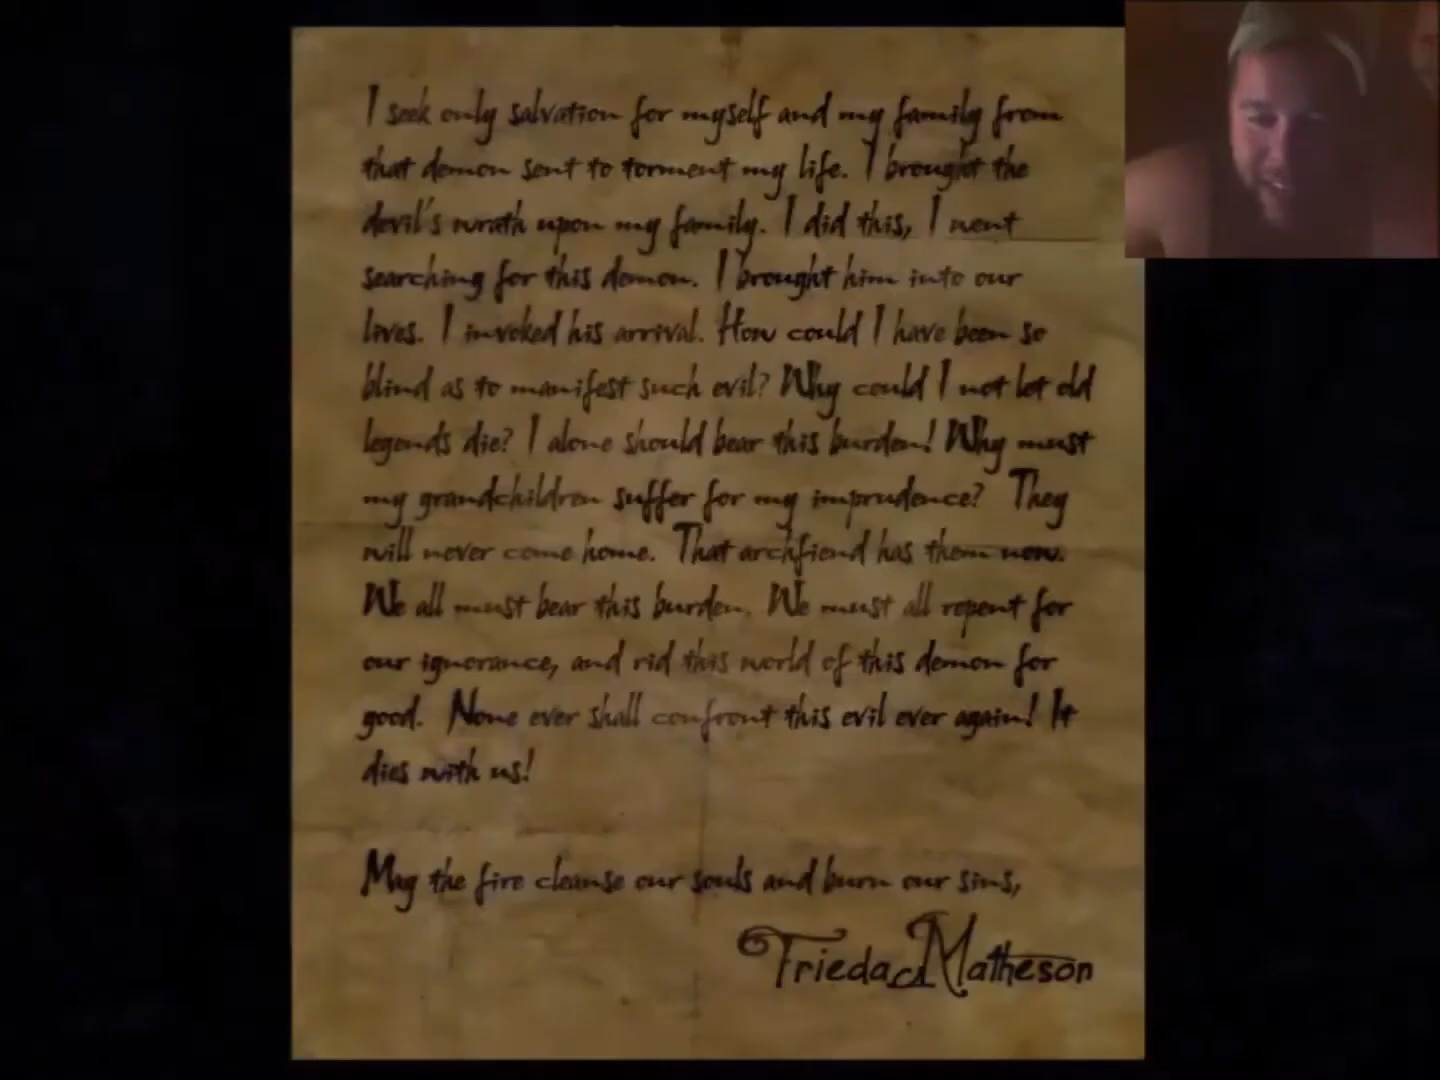 I seek only salvation for myself and my family from
that demon sent to torment my life. I brought the
devil's wrath upon my family. I did this, I went
searching for this demon. I brought him into our
lives. I invoked his arrival. How could I have been so
blind as to manifest such evil? Why could I not let old
legends die? I alone should bear this burden! Why must
my grandchildren suffer for my imprudence? They
will never come home. That archfiend has them now.
We all must bear this burden. We must all repent for
our ignorance, and rid this world of this demon for
good. None ever shall confront this evil ever again! It
dies with us!
May the fire cleanse our souls and burn our sins,
Frieda Matheson